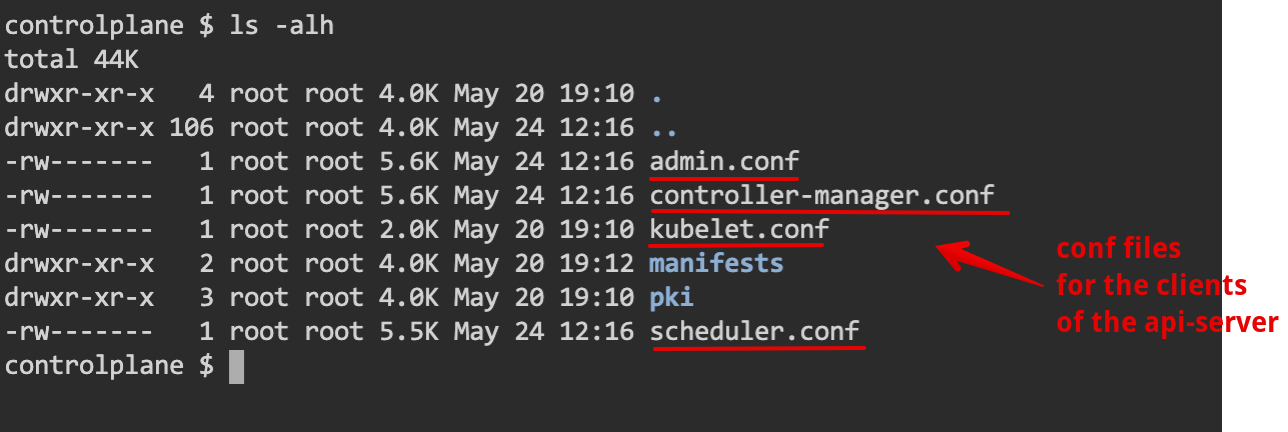 controlplane $ ls -alh
total 44K
drwxr-xr-x   4 root root 4.0K May 20 19:10 .
drwxr-xr-x 106 root root 4.0K May 24 12:16 ..
-rw-------   1 root root 5.6K May 24 12:16 admin.conf
-rw-------   1 root root 5.6K May 24 12:16 controller-manager.conf
-rw-------   1 root root 2.0K May 20 19:10 kubelet.conf
drwxr-xr-x   2 root root 4.0K May 20 19:12 manifests
drwxr-xr-x   3 root root 4.0K May 20 19:10 pki
-rw-------   1 root root 5.5K May 24 12:16 scheduler.conf
controlplane $
conf files
for the clients
of the api-server